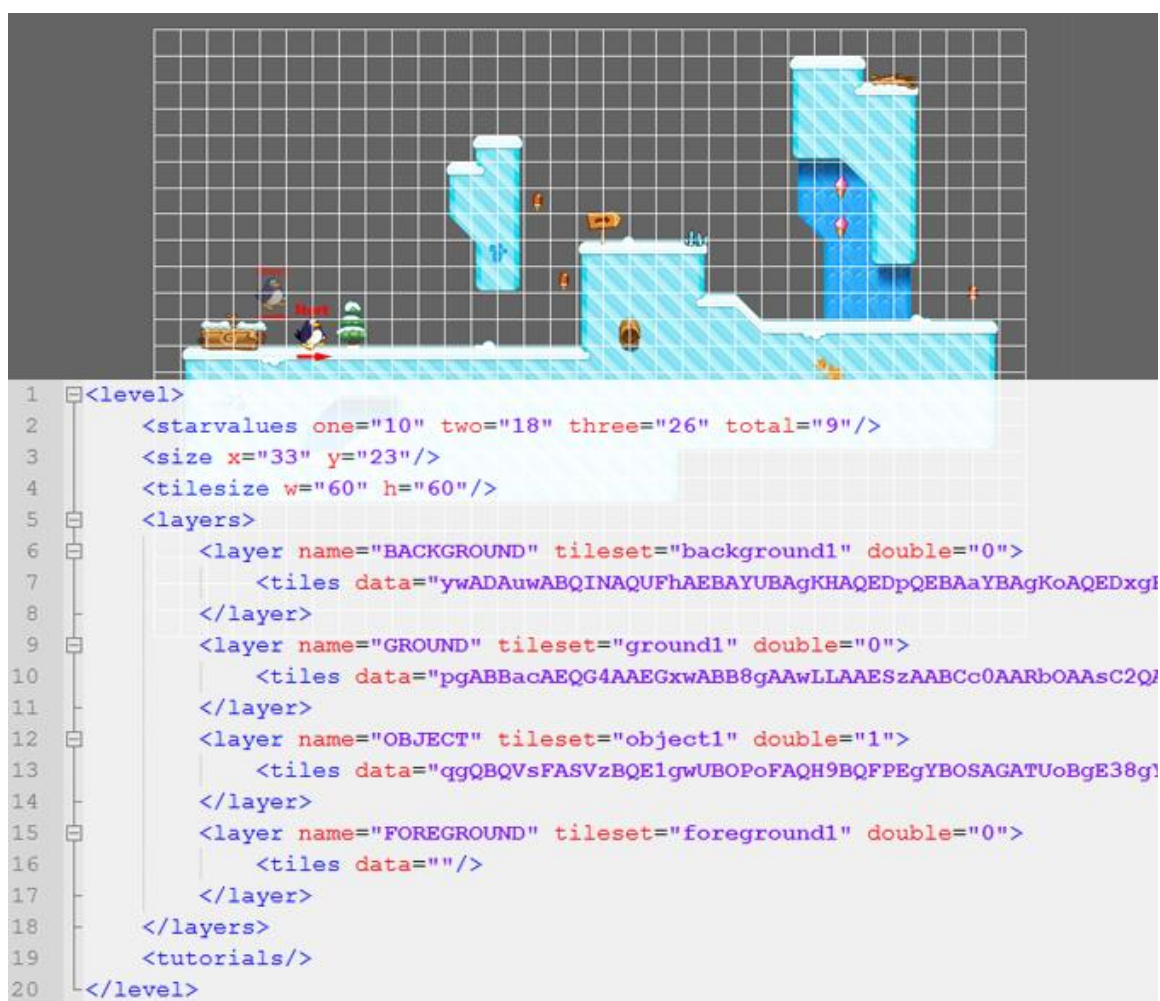 Start
1 <level>
2 <starvalues one="10" two="18" three="26" total="9"/>
3 <size x="33" y="23"/>
4 <tilesize w="60" h="60"/>
5 <layers>
6 <layer name="BACKGROUND" tileset="background1" double="0">
7 <tiles data="ywADAuwABQINAQUFhAEBAYUBAgKHAQEDpQEBAaYBAgKoAQEDxgE
8 </layer>
9 <layer name="GROUND" tileset="ground1" double="0">
10 <tiles data="pgABBacAEQG4AAEGxwABB8gAAwLLAAESzAABCc0AARbOAAsC2QA
11 </layer>
12 <layer name="OBJECT" tileset="object1" double="1">
13 <tiles data="qgQBQVsFASVzBQE1gwUBOPoFAQH9BQFPEgYBOSAGATUoBgE38gY
14 </layer>
15 <layer name="FOREGROUND" tileset="foreground1" double="0">
16 <tiles data=""/>
17 </layer>
18 </layers>
19 <tutorials/>
20 </level>